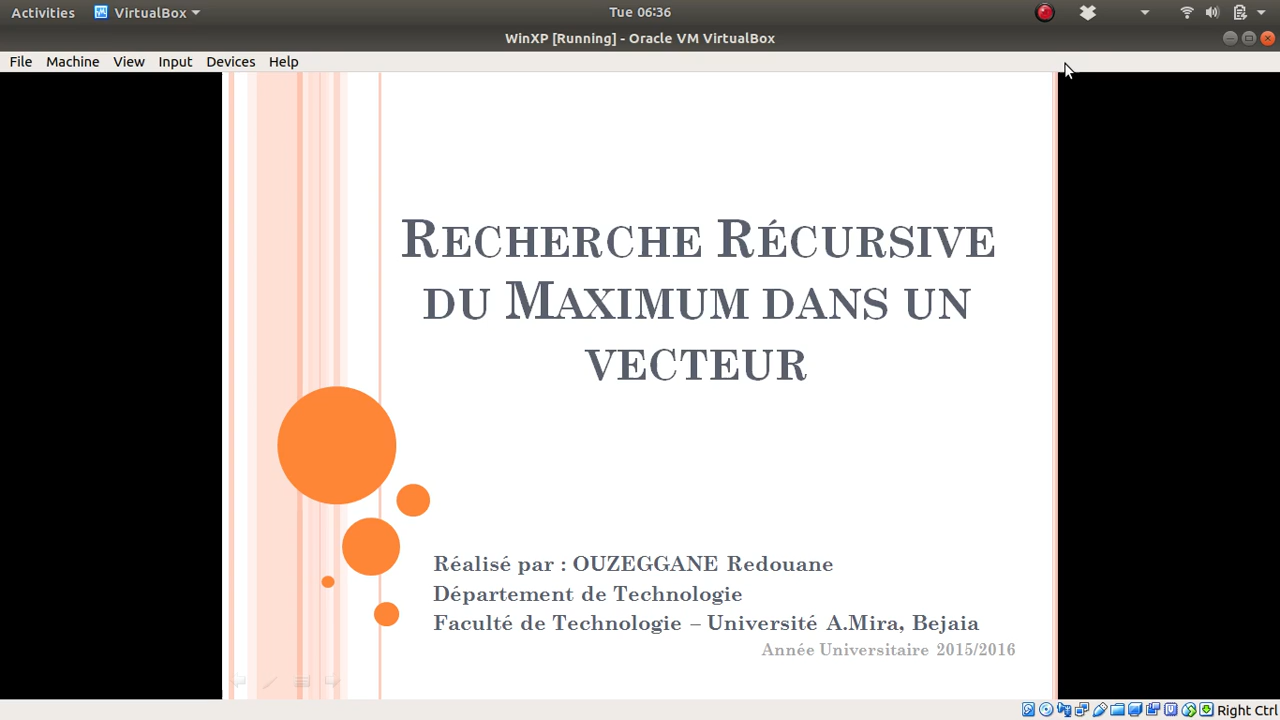 Activities VirtualBox Tue 06:36
WinXP [Running] - Oracle VM VirtualBox
File Machine View Input Devices Help
RECHERCHE RÉCURSIVE
DU MAXIMUM DANS UN
VECTEUR
Réalisé par : OUZEGGANE Redouane
Département de Technologie
Faculté de Technologie – Université A.Mira, Bejaia
Année Universitaire 2015/2016
Right Ctrl